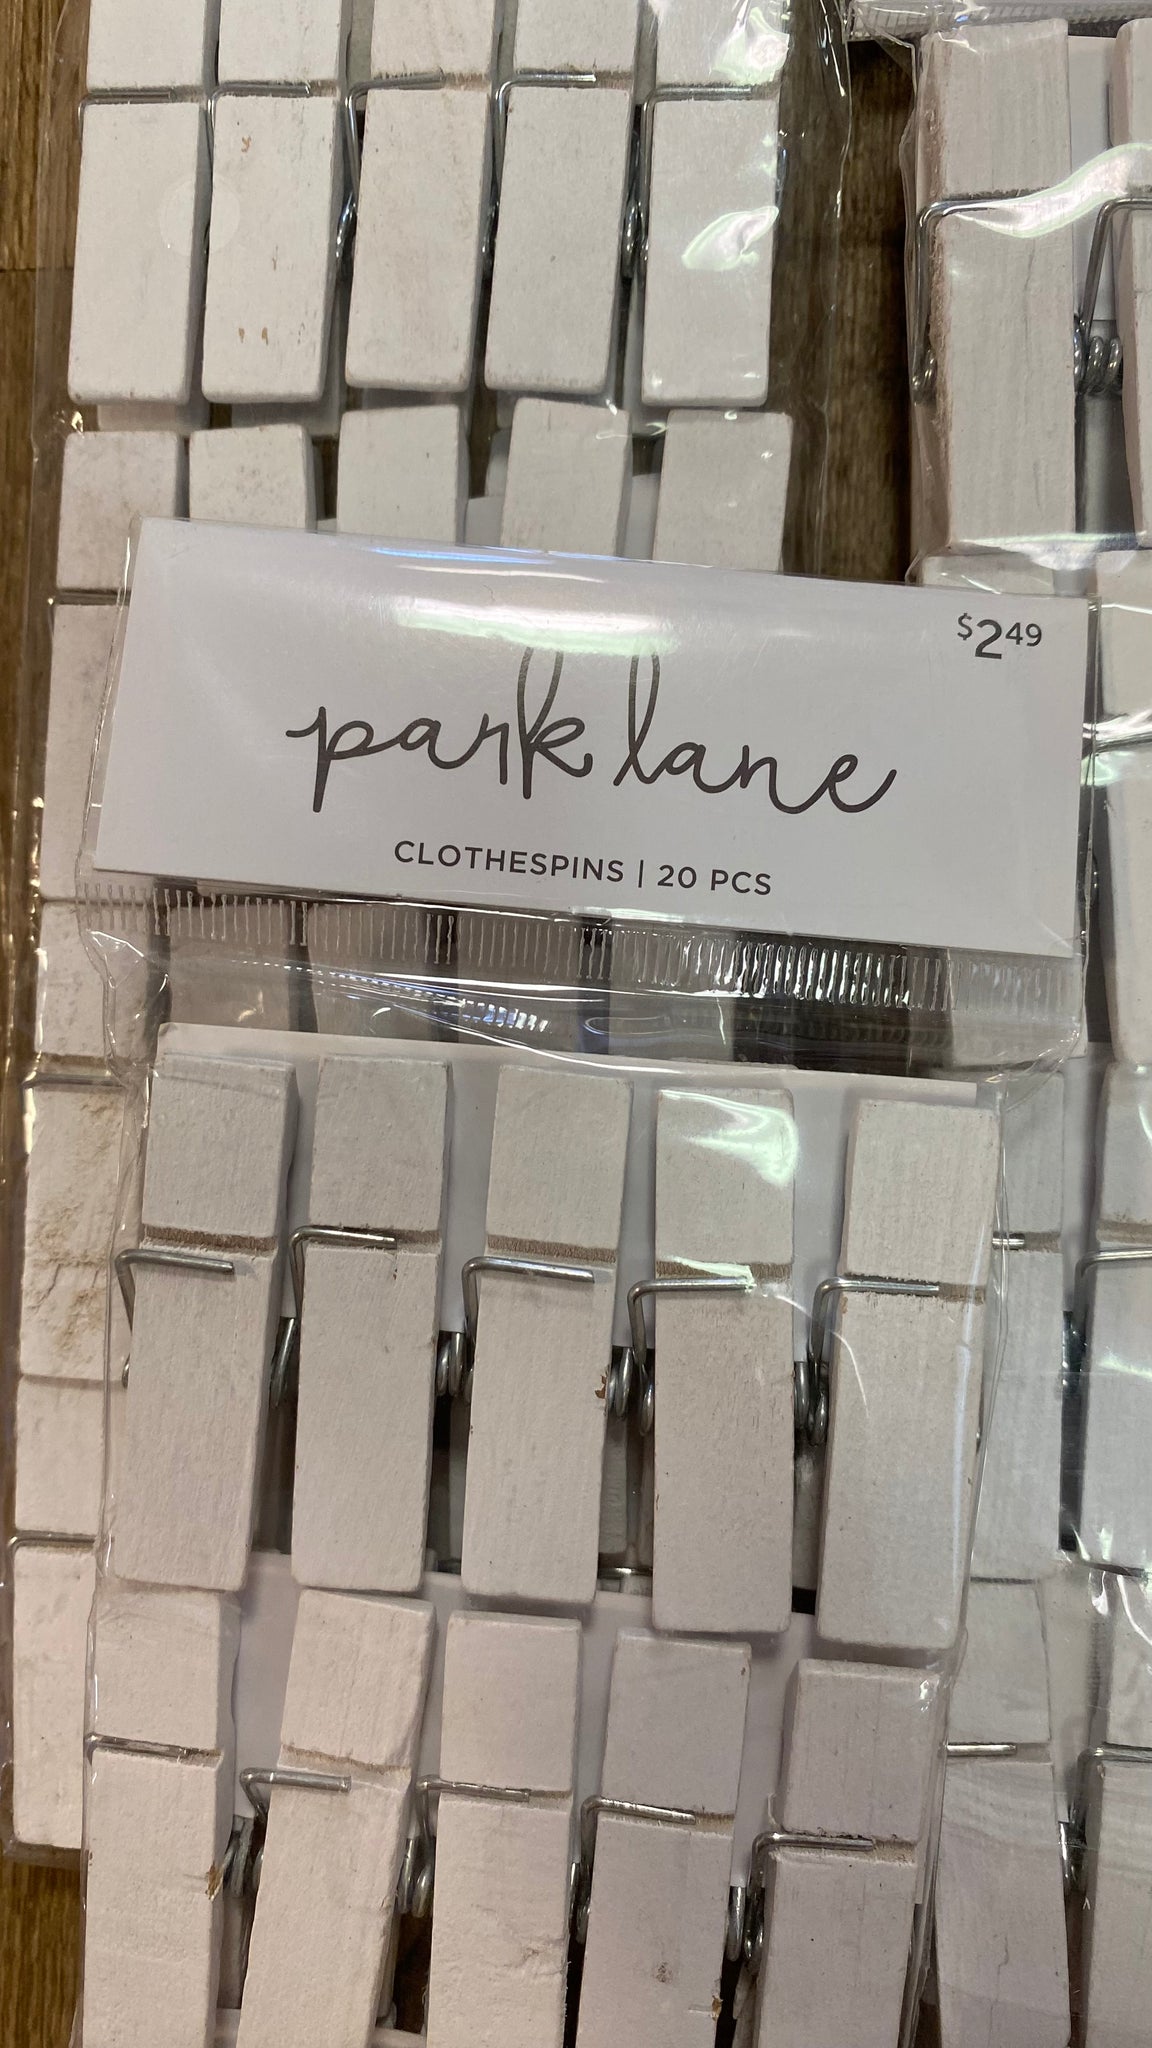 $2.49
park lane
CLOTHESPINS | 20 PCS